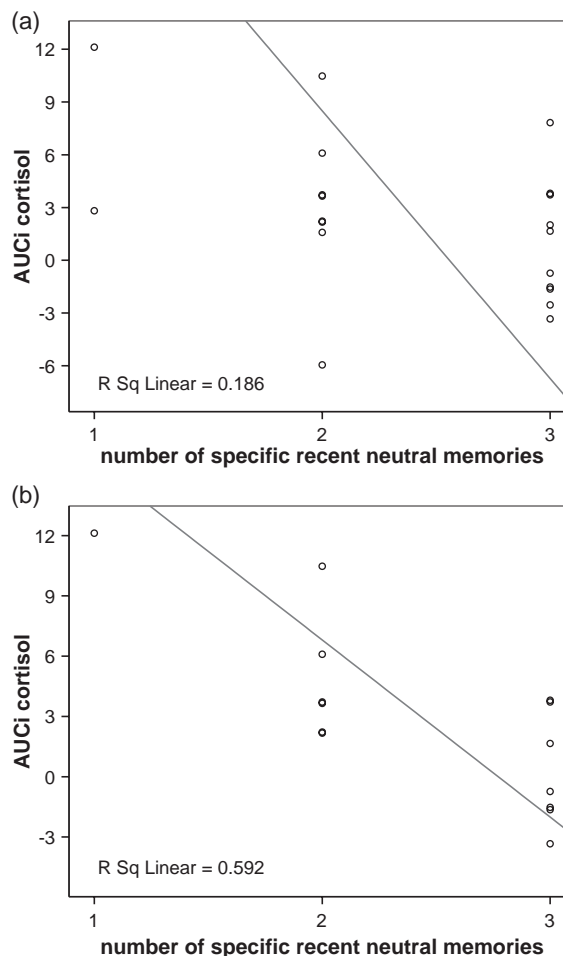 (a)
12
9
6
3
0
-3
-6
AUCi cortisol
R Sq Linear = 0.186
1 2 3
number of specific recent neutral memories
(b)
12
9
6
3
0
-3
AUCi cortisol
R Sq Linear = 0.592
1 2 3
number of specific recent neutral memories